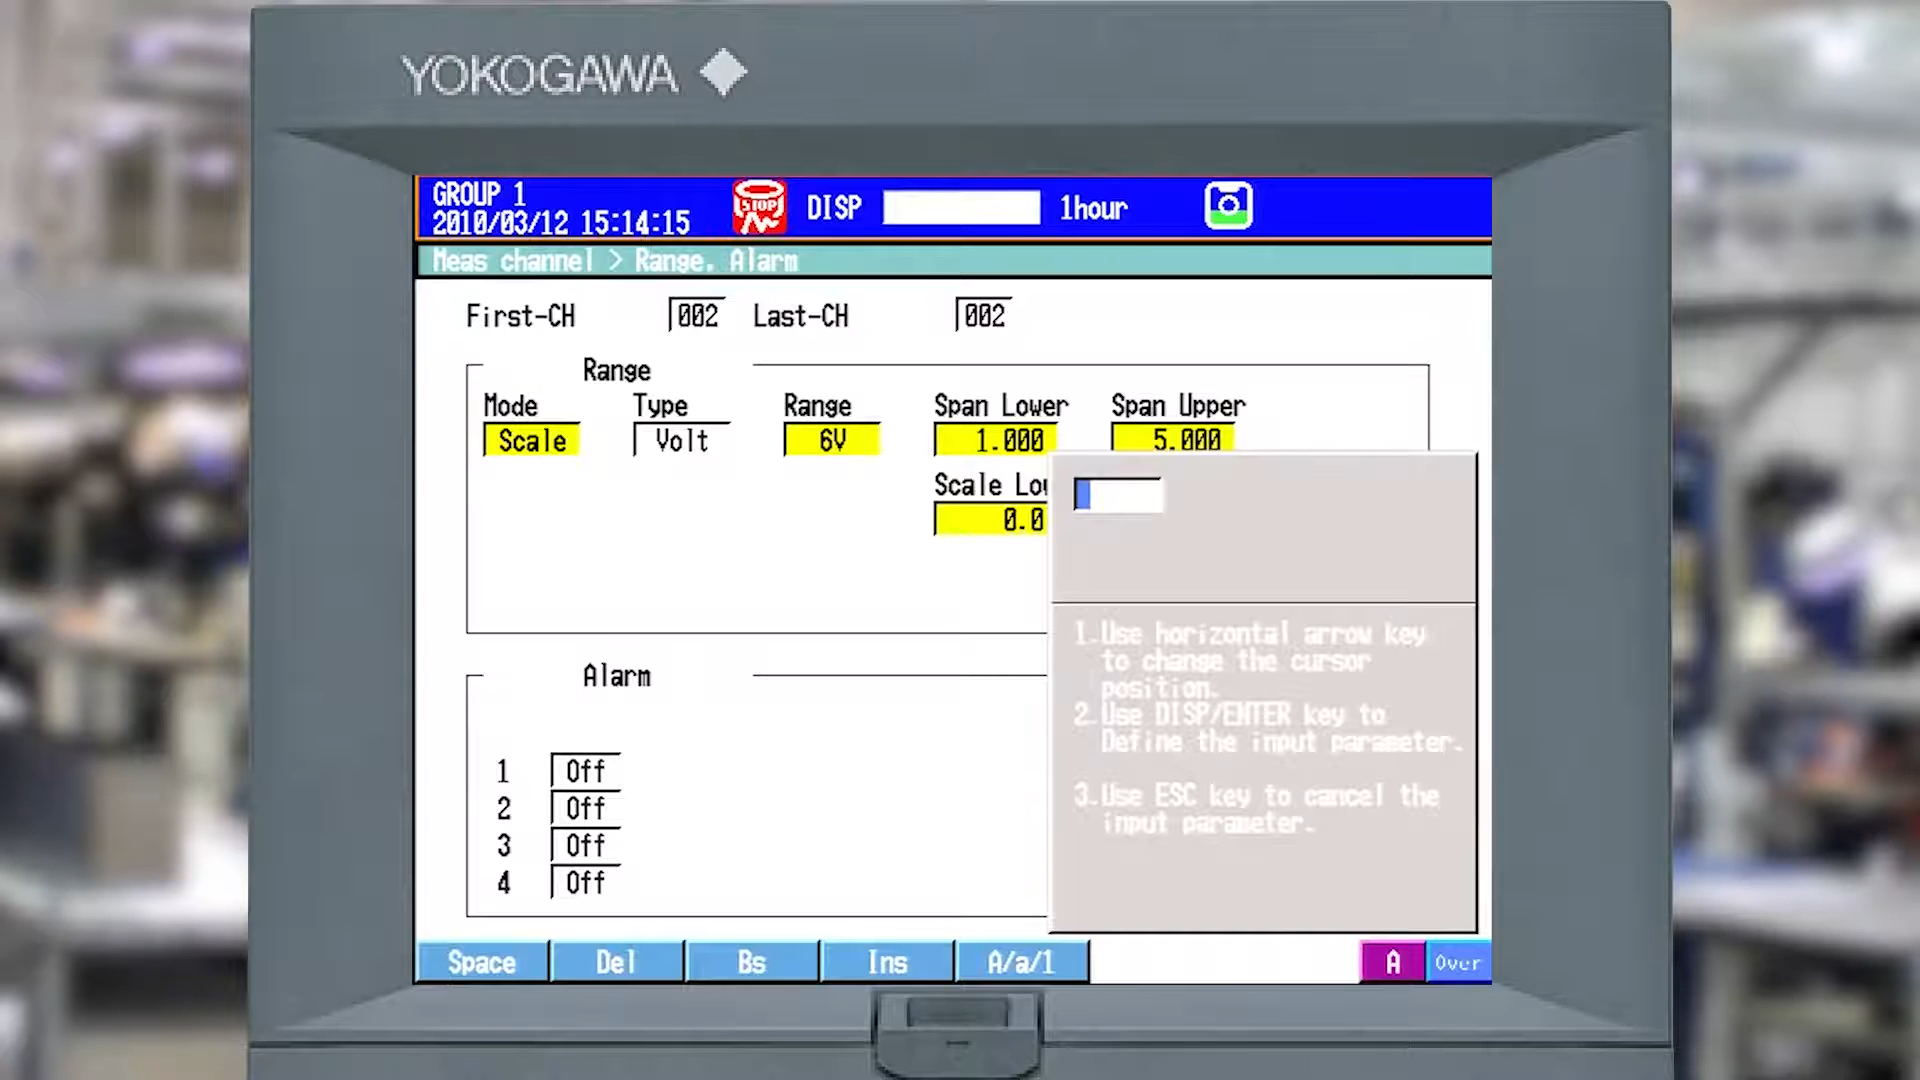 YOKOGAWA
GROUP 1
2010/03/12 15:14:15
STOP
DISP
1hour
Meas channel > Range, Alarm
First-CH 002 Last-CH 002
Range
Mode Type Range Span Lower Span Upper
Scale Volt 6V 1.000 5.000
Scale Low
0.0
1.Use horizontal arrow key
to change the cursor
position.
2.Use DISP/ENTER key to
Define the input parameter.
3.Use ESC key to cancel the
input parameter.
Alarm
1 Off
2 Off
3 Off
4 Off
Space Del Bs Ins A/a/1 A Over